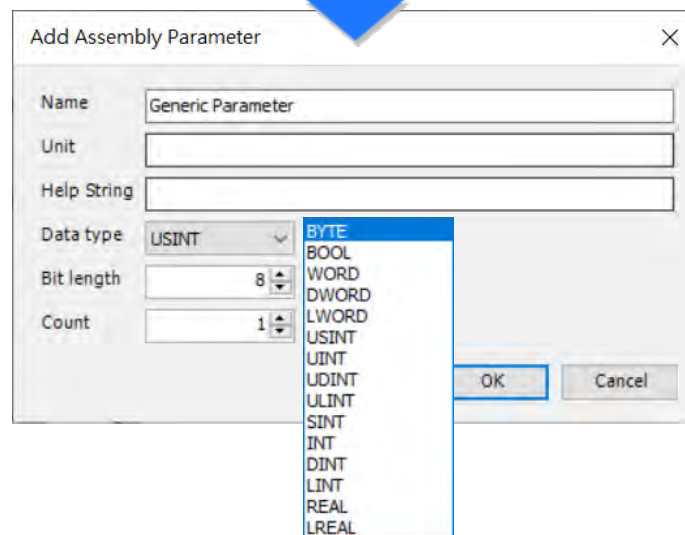 Add Assembly Parameter
Name Generic Parameter
Unit
Help String
Data type USINT
Bit length 8
Count 1
BYTE
BOOL
WORD
DWORD
LWORD
USINT
UINT
UDINT
ULINT
SINT
INT
DINT
LINT
REAL
LREAL
OK Cancel